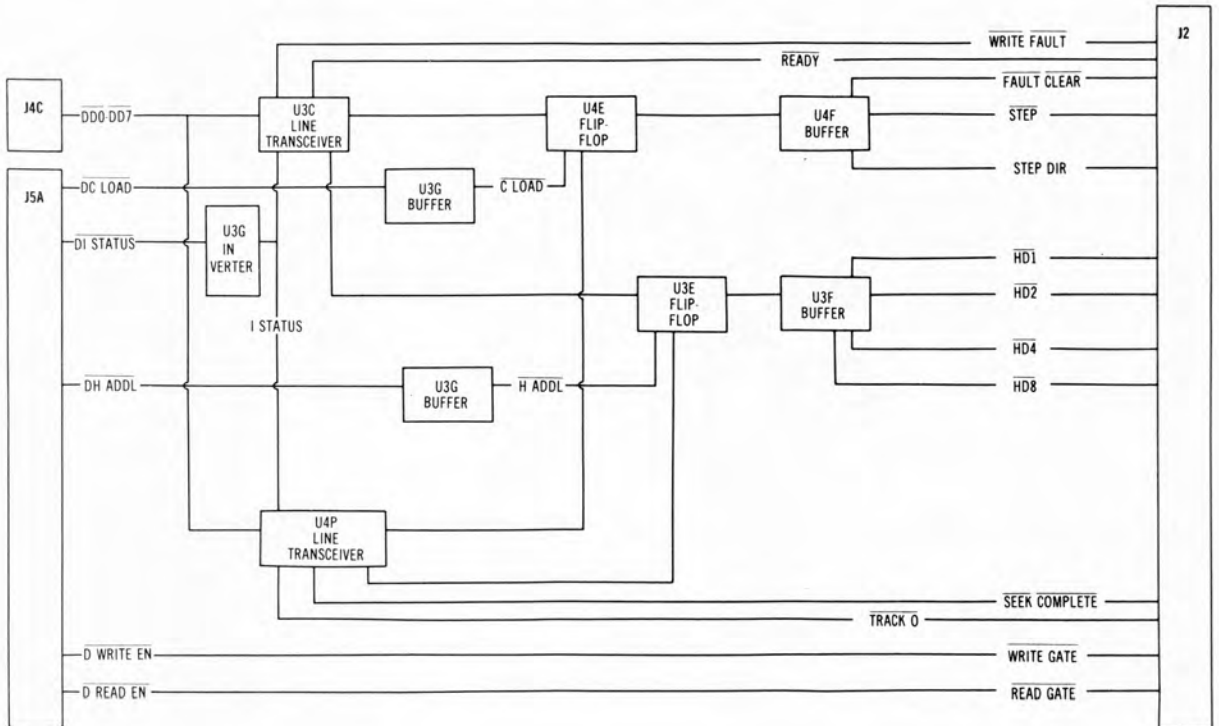 J2
WRITE FAULT
READY
FAULT CLEAR
J4C
DD0-DD7
U3C
LINE
TRANSCEIVER
U4E
FLIP-
FLOP
U4F
BUFFER
STEP
STEP DIR
J5A
DC LOAD
U3G
BUFFER
C LOAD
DI STATUS
U3G
IN
VERTER
I STATUS
U3E
FLIP-
FLOP
U3F
BUFFER
HD1
HD2
HD4
HD8
DH ADDL
U3G
BUFFER
H ADDL
U4P
LINE
TRANSCEIVER
SEEK COMPLETE
TRACK 0
D WRITE EN
WRITE GATE
D READ EN
READ GATE